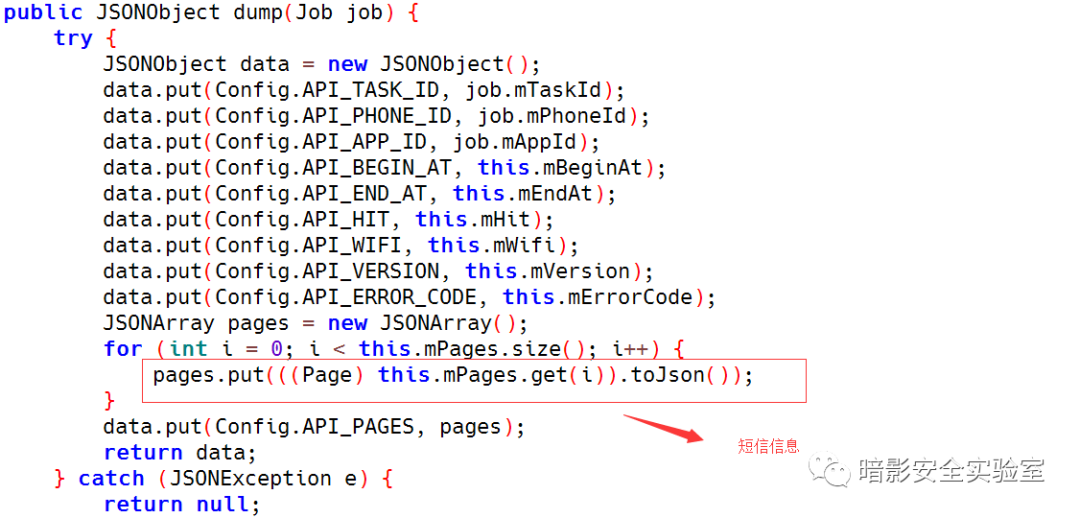 public JSONObject dump(Job job) {
try {
JSONObject data = new JSONObject();
data.put(Config.API_TASK_ID, job.mTaskId);
data.put(Config.API_PHONE_ID, job.mPhoneId);
data.put(Config.API_APP_ID, job.mAppId);
data.put(Config.API_BEGIN_AT, this.mBeginAt);
data.put(Config.API_END_AT, this.mEndAt);
data.put(Config.API_HIT, this.mHit);
data.put(Config.API_WIFI, this.mWifi);
data.put(Config.API_VERSION, this.mVersion);
data.put(Config.API_ERROR_CODE, this.mErrorCode);
JSONArray pages = new JSONArray();
for (int i = 0; i < this.mPages.size(); i++) {
pages.put(((Page) this.mPages.get(i)).toJson());
}
data.put(Config.API_PAGES, pages);
短信信息
return data;
暗影安全实验室
} catch (JSONException e) {
return null;